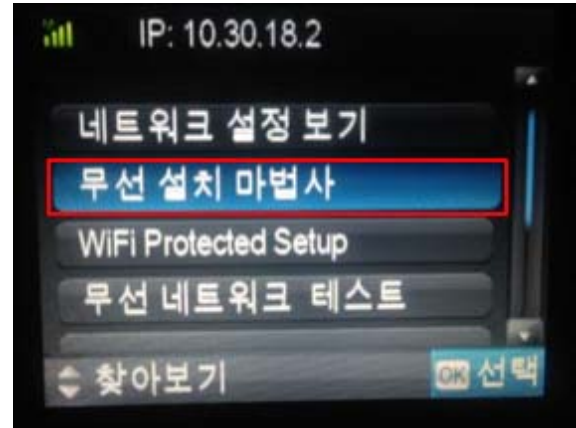 IP: 10.30.18.2
네트워크 설정 보기
무선 설치 마법사
WiFi Protected Setup
무선 네트워크 테스트
찾아보기 OK 선택